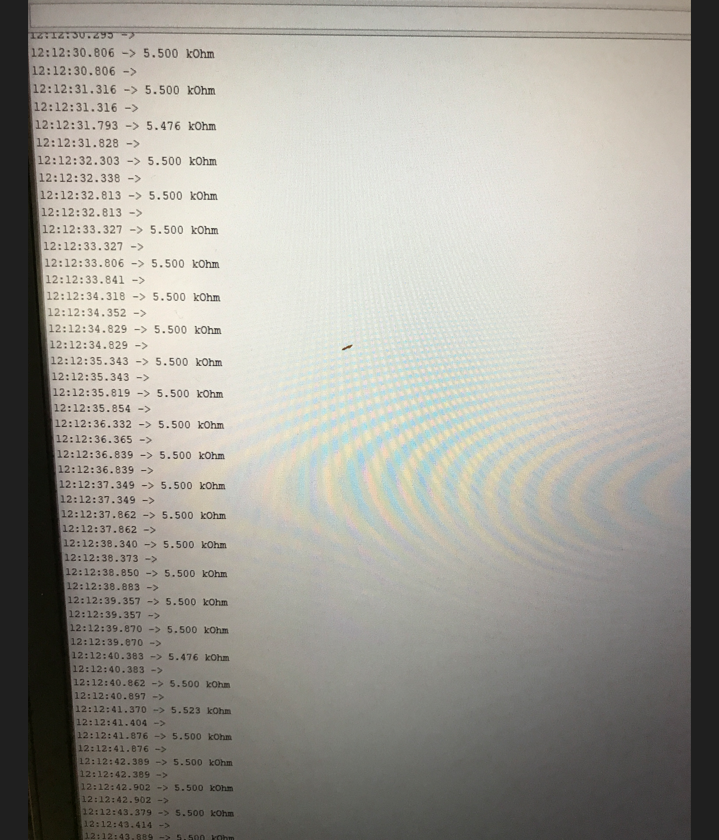 12:12:30.295 ->
12:12:30.806 -> 5.500 kOhm
12:12:30.806 ->
12:12:31.316 -> 5.500 kOhm
12:12:31.316 ->
12:12:31.793 -> 5.476 kOhm
12:12:31.828 ->
12:12:32.303 -> 5.500 kOhm
12:12:32.338 ->
12:12:32.813 -> 5.500 kOhm
12:12:32.813 ->
12:12:33.327 -> 5.500 kOhm
12:12:33.327 ->
12:12:33.806 -> 5.500 kOhm
12:12:33.841 ->
12:12:34.318 -> 5.500 kOhm
12:12:34.352 ->
12:12:34.829 -> 5.500 kOhm
12:12:34.829 ->
12:12:35.343 -> 5.500 kOhm
12:12:35.343 ->
12:12:35.819 -> 5.500 kOhm
12:12:35.854 ->
12:12:36.332 -> 5.500 kOhm
12:12:36.365 ->
12:12:36.839 -> 5.500 kOhm
12:12:36.839 ->
12:12:37.349 -> 5.500 kOhm
12:12:37.349 ->
12:12:37.862 -> 5.500 kOhm
12:12:37.862 ->
12:12:38.340 -> 5.500 kOhm
12:12:38.373 ->
12:12:38.850 -> 5.500 kOhm
12:12:38.883 ->
12:12:39.357 -> 5.500 kOhm
12:12:39.357 ->
12:12:39.870 -> 5.500 kOhm
12:12:39.870 ->
12:12:40.383 -> 5.476 kOhm
12:12:40.383 ->
12:12:40.862 -> 5.500 kOhm
12:12:40.897 ->
12:12:41.370 -> 5.523 kOhm
12:12:41.404 ->
12:12:41.876 -> 5.500 kOhm
12:12:41.876 ->
12:12:42.389 -> 5.500 kOhm
12:12:42.389 ->
12:12:42.902 -> 5.500 kOhm
12:12:42.902 ->
12:12:43.379 -> 5.500 kOhm
12:12:43.414 ->
12:12:43.889 -> 5.500 kOhm